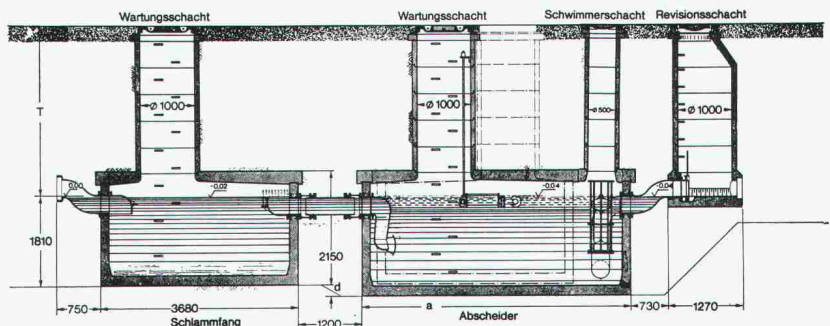 Wartungsschacht Wartungsschacht Schwimmerschacht Revisionsschacht
T
Ø 1000 Ø 1000 Ø 500 Ø 1000
0,00 -0,02 -0,04 -0,04
1810
2150
d
a
750 3680 1200 730 1270
Schlammfang Abscheider